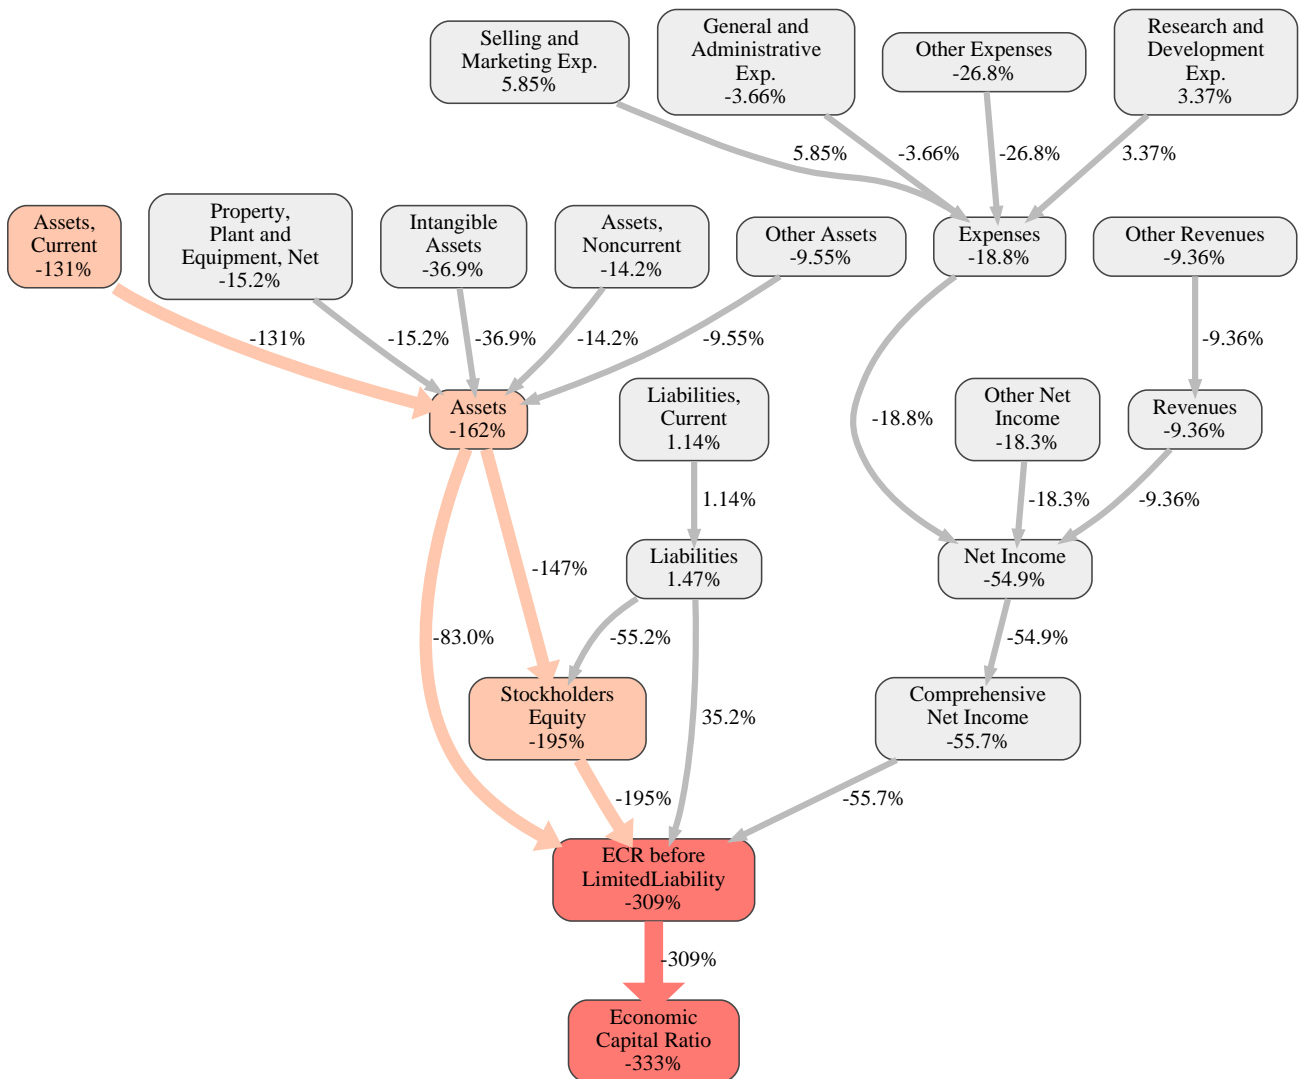 Selling and
Marketing Exp.
5.85%
General and
Administrative
Exp.
-3.66%
Other Expenses
-26.8%
Research and
Development
Exp.
3.37%
5.85%
-3.66%
-26.8%
3.37%
Assets,
Current
-131%
Property,
Plant and
Equipment, Net
-15.2%
Intangible
Assets
-36.9%
Assets,
Noncurrent
-14.2%
Other Assets
-9.55%
Expenses
-18.8%
Other Revenues
-9.36%
-131%
-15.2%
-36.9%
-14.2%
-9.55%
-9.36%
Assets
-162%
Liabilities,
Current
1.14%
-18.8%
Other Net
Income
-18.3%
Revenues
-9.36%
1.14%
-18.3%
-9.36%
-147%
Liabilities
1.47%
Net Income
-54.9%
-83.0%
-55.2%
-54.9%
Stockholders
Equity
-195%
35.2%
Comprehensive
Net Income
-55.7%
-195%
-55.7%
ECR before
LimitedLiability
-309%
-309%
Economic
Capital Ratio
-333%